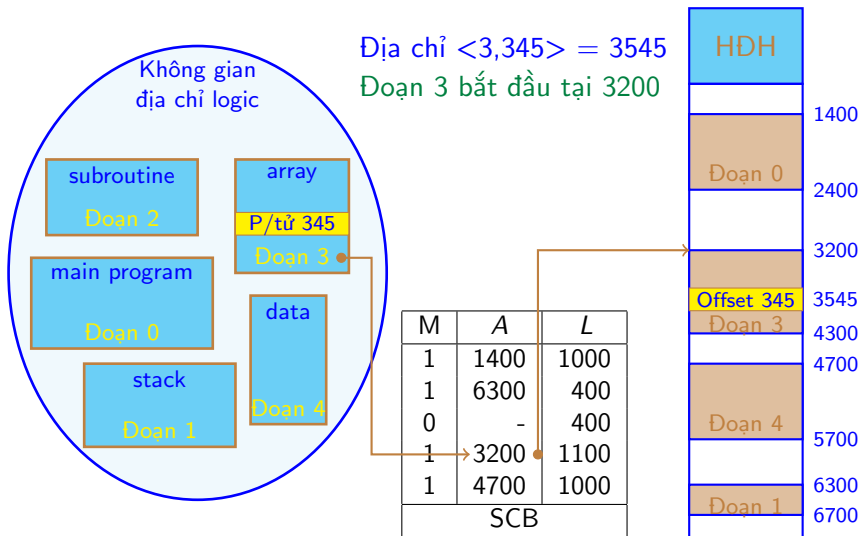 Địa chỉ <3,345> = 3545
Đoạn 3 bắt đầu tại 3200
Không gian
địa chỉ logic
subroutine
Đoạn 2
array
P/tử 345
Đoạn 3
main program
Đoạn 0
data
Đoạn 4
stack
Đoạn 1
M A L
1 1400 1000
1 6300 400
0 - 400
1 3200 1100
1 4700 1000
SCB
HĐH
1400
Đoạn 0
2400
3200
Offset 345 3545
Đoạn 3
4300
4700
Đoạn 4
5700
6300
Đoạn 1
6700